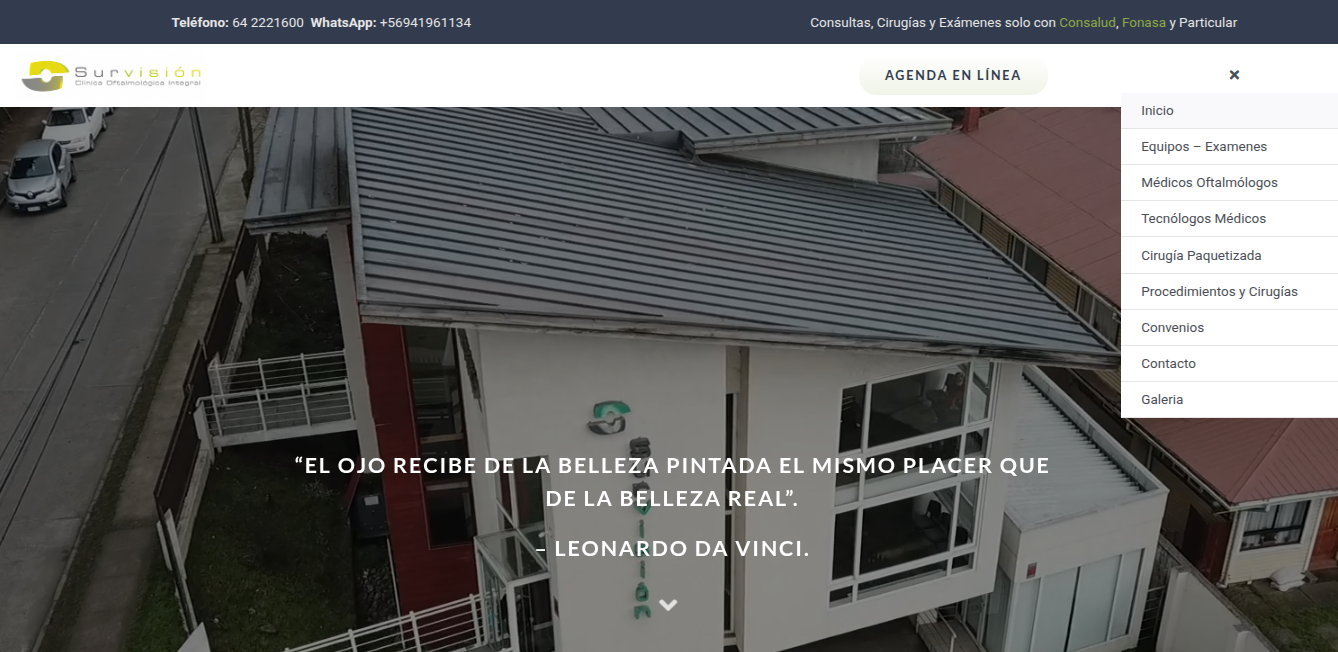 Teléfono: 64 2221600 WhatsApp: +56941961134
Consultas, Cirugías y Exámenes solo con Consalud, Fonasa y Particular
Survisión
Clínica Oftalmológica Integral
AGENDA EN LÍNEA
Inicio
Equipos – Examenes
Médicos Oftalmólogos
Tecnólogos Médicos
Cirugía Paquetizada
Procedimientos y Cirugías
Convenios
Contacto
Galeria
“EL OJO RECIBE DE LA BELLEZA PINTADA EL MISMO PLACER QUE
DE LA BELLEZA REAL”.
– LEONARDO DA VINCI.